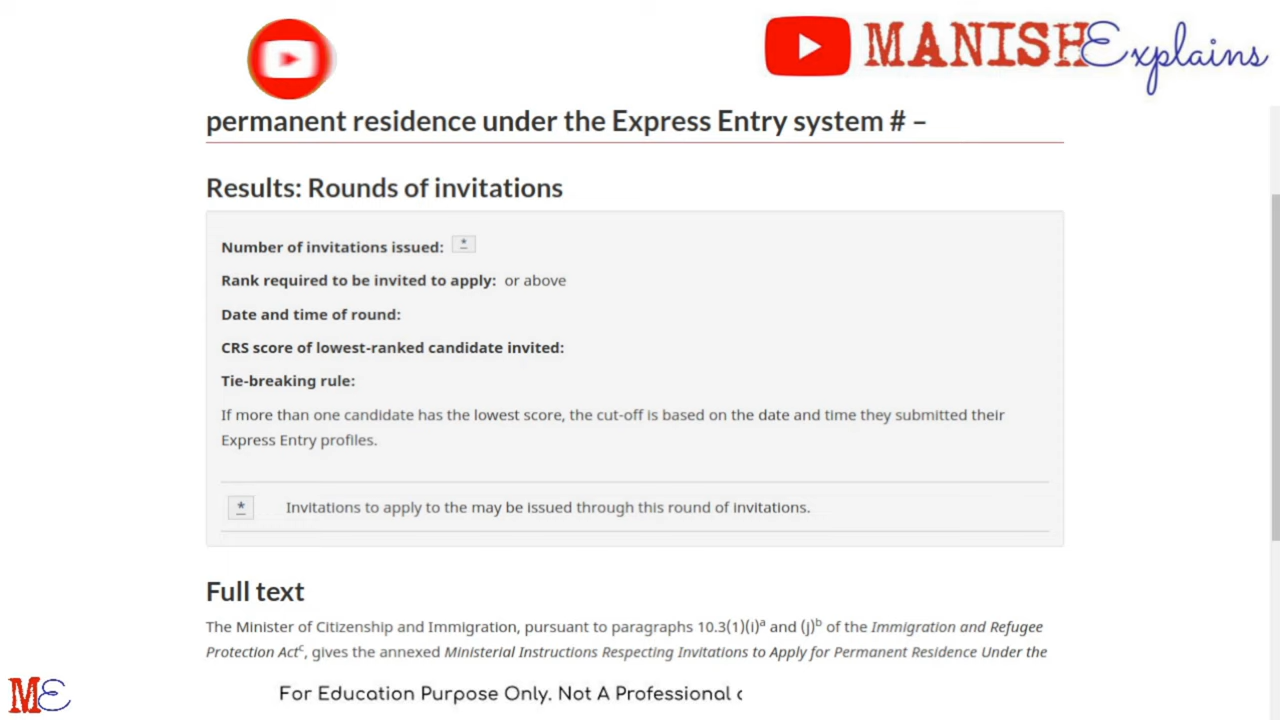 MANISH Explains
permanent residence under the Express Entry system # –
Results: Rounds of invitations
Number of invitations issued: *
Rank required to be invited to apply: or above
Date and time of round:
CRS score of lowest-ranked candidate invited:
Tie-breaking rule:
If more than one candidate has the lowest score, the cut-off is based on the date and time they submitted their
Express Entry profiles.
* Invitations to apply to the may be issued through this round of invitations.
Full text
The Minister of Citizenship and Immigration, pursuant to paragraphs 10.3(1)(i)a and (j)b of the Immigration and Refugee
Protection Actc, gives the annexed Ministerial Instructions Respecting Invitations to Apply for Permanent Residence Under the
ME
For Education Purpose Only. Not A Professional